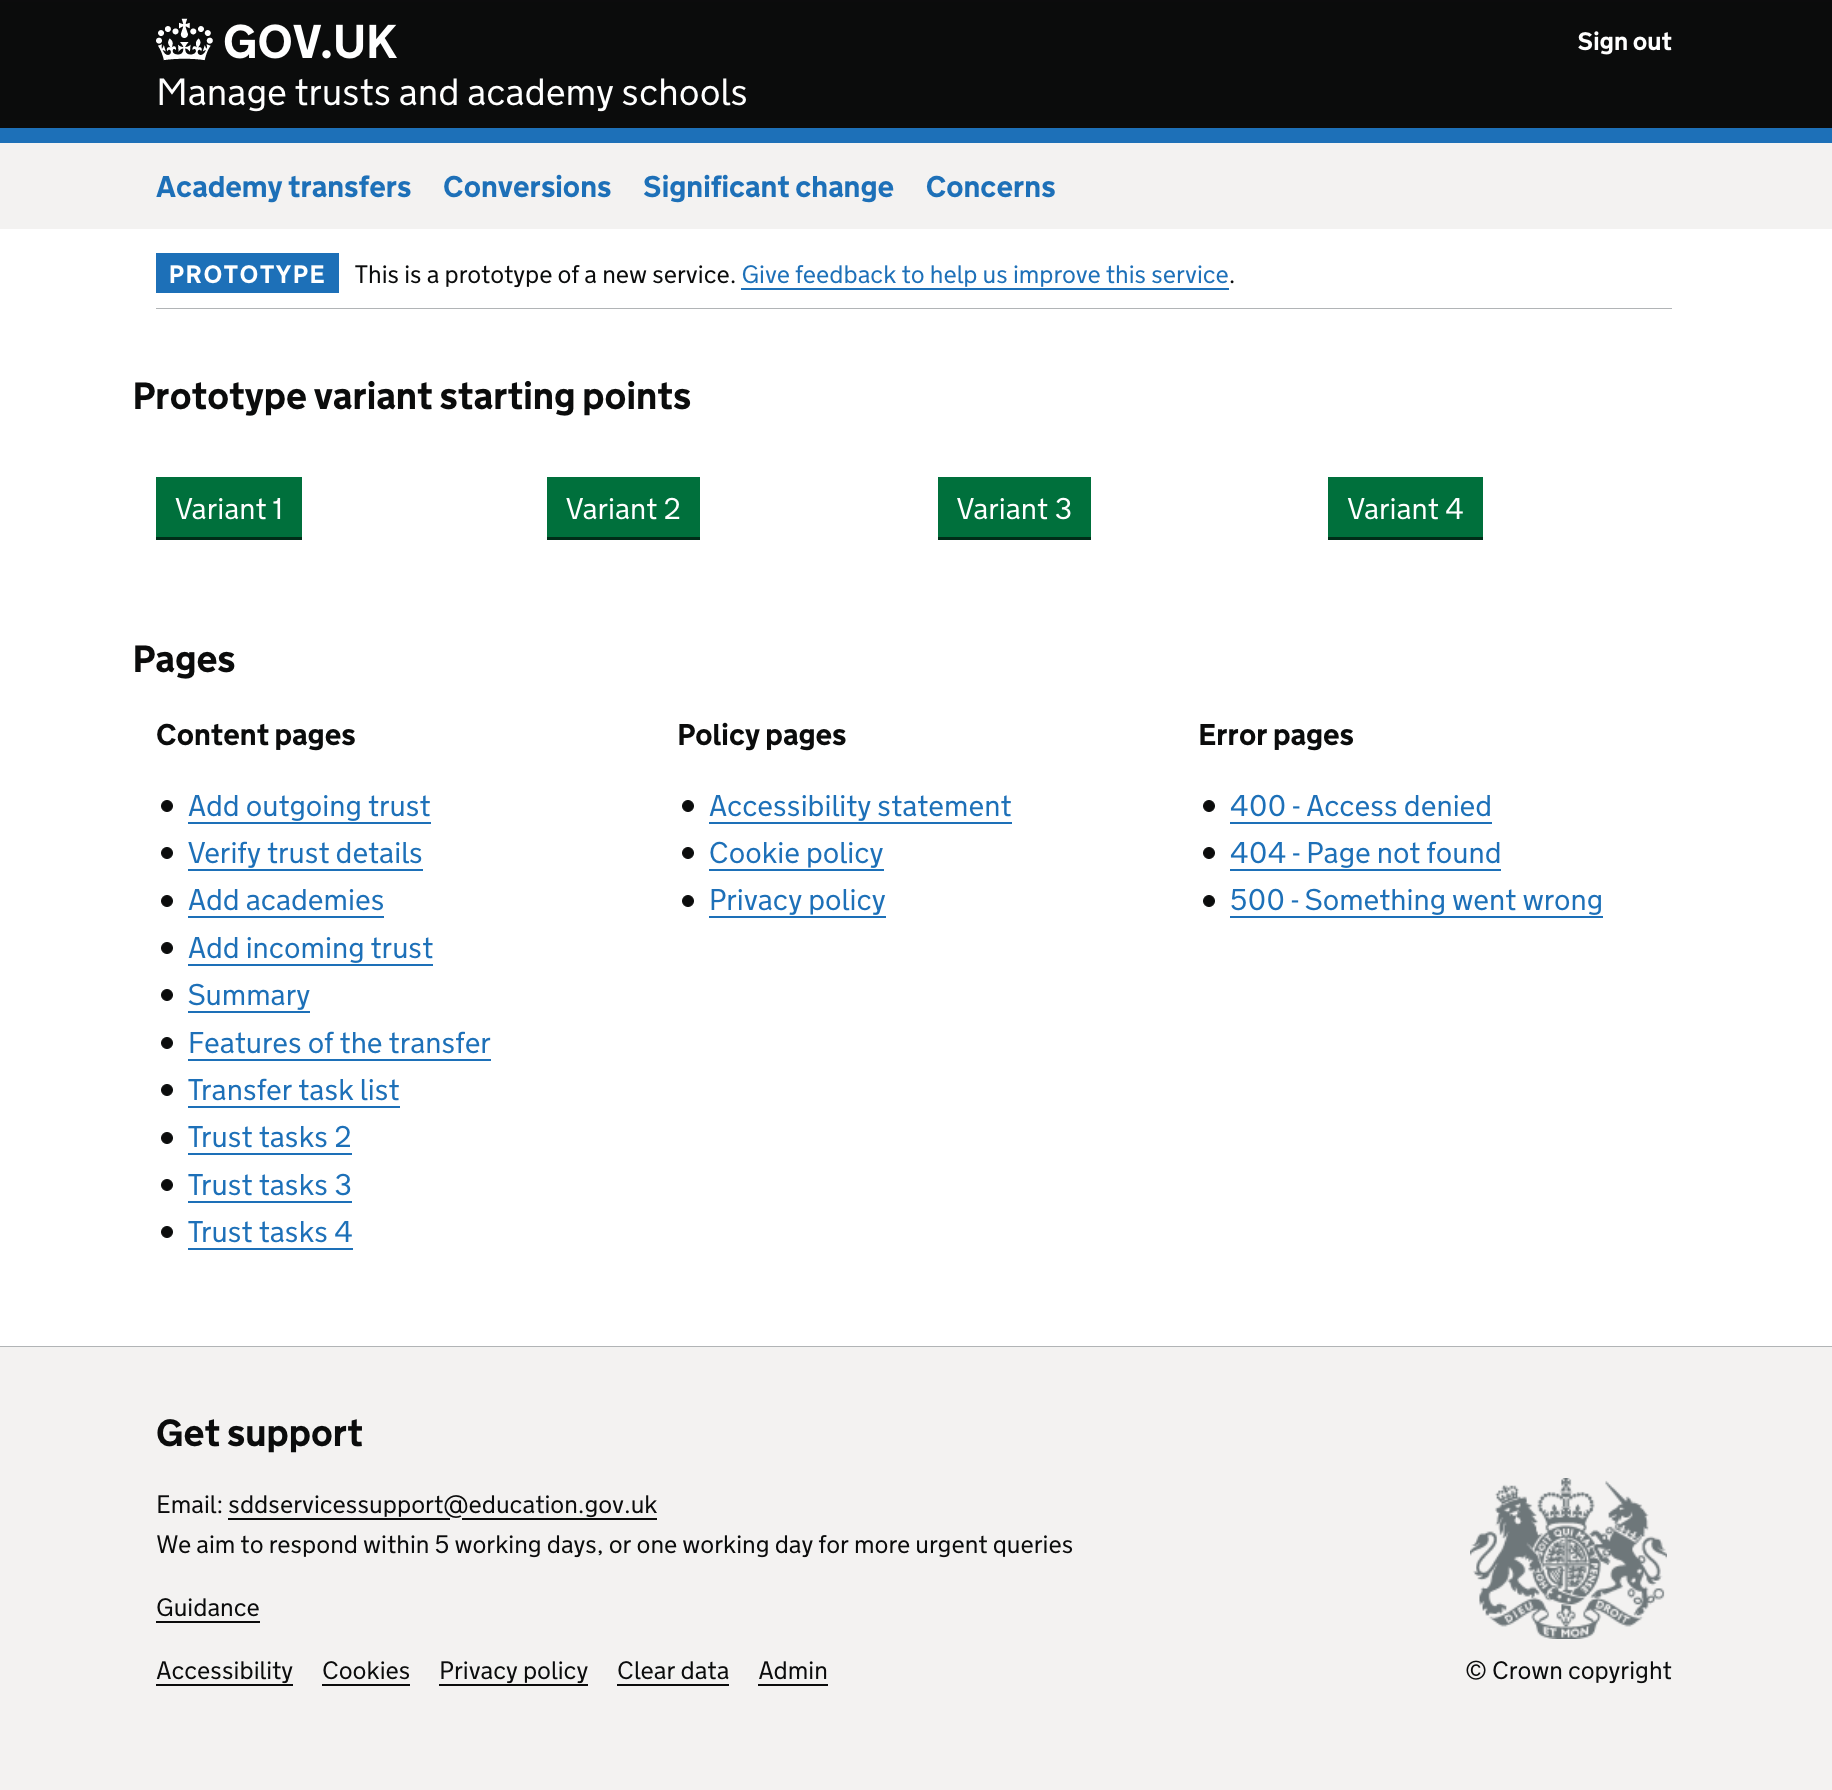 GOV.UK
Sign out
Manage trusts and academy schools
Academy transfers Conversions Significant change Concerns
PROTOTYPE This is a prototype of a new service. Give feedback to help us improve this service.
Prototype variant starting points
Variant 1 Variant 2 Variant 3 Variant 4
Pages
Content pages
Add outgoing trust
Verify trust details
Add academies
Add incoming trust
Summary
Features of the transfer
Transfer task list
Trust tasks 2
Trust tasks 3
Trust tasks 4
Policy pages
Accessibility statement
Cookie policy
Privacy policy
Error pages
400 - Access denied
404 - Page not found
500 - Something went wrong
Get support
Email: sddservicessupport@education.gov.uk
We aim to respond within 5 working days, or one working day for more urgent queries
Guidance
Accessibility Cookies Privacy policy Clear data Admin
DIEU ET MON DROIT
© Crown copyright